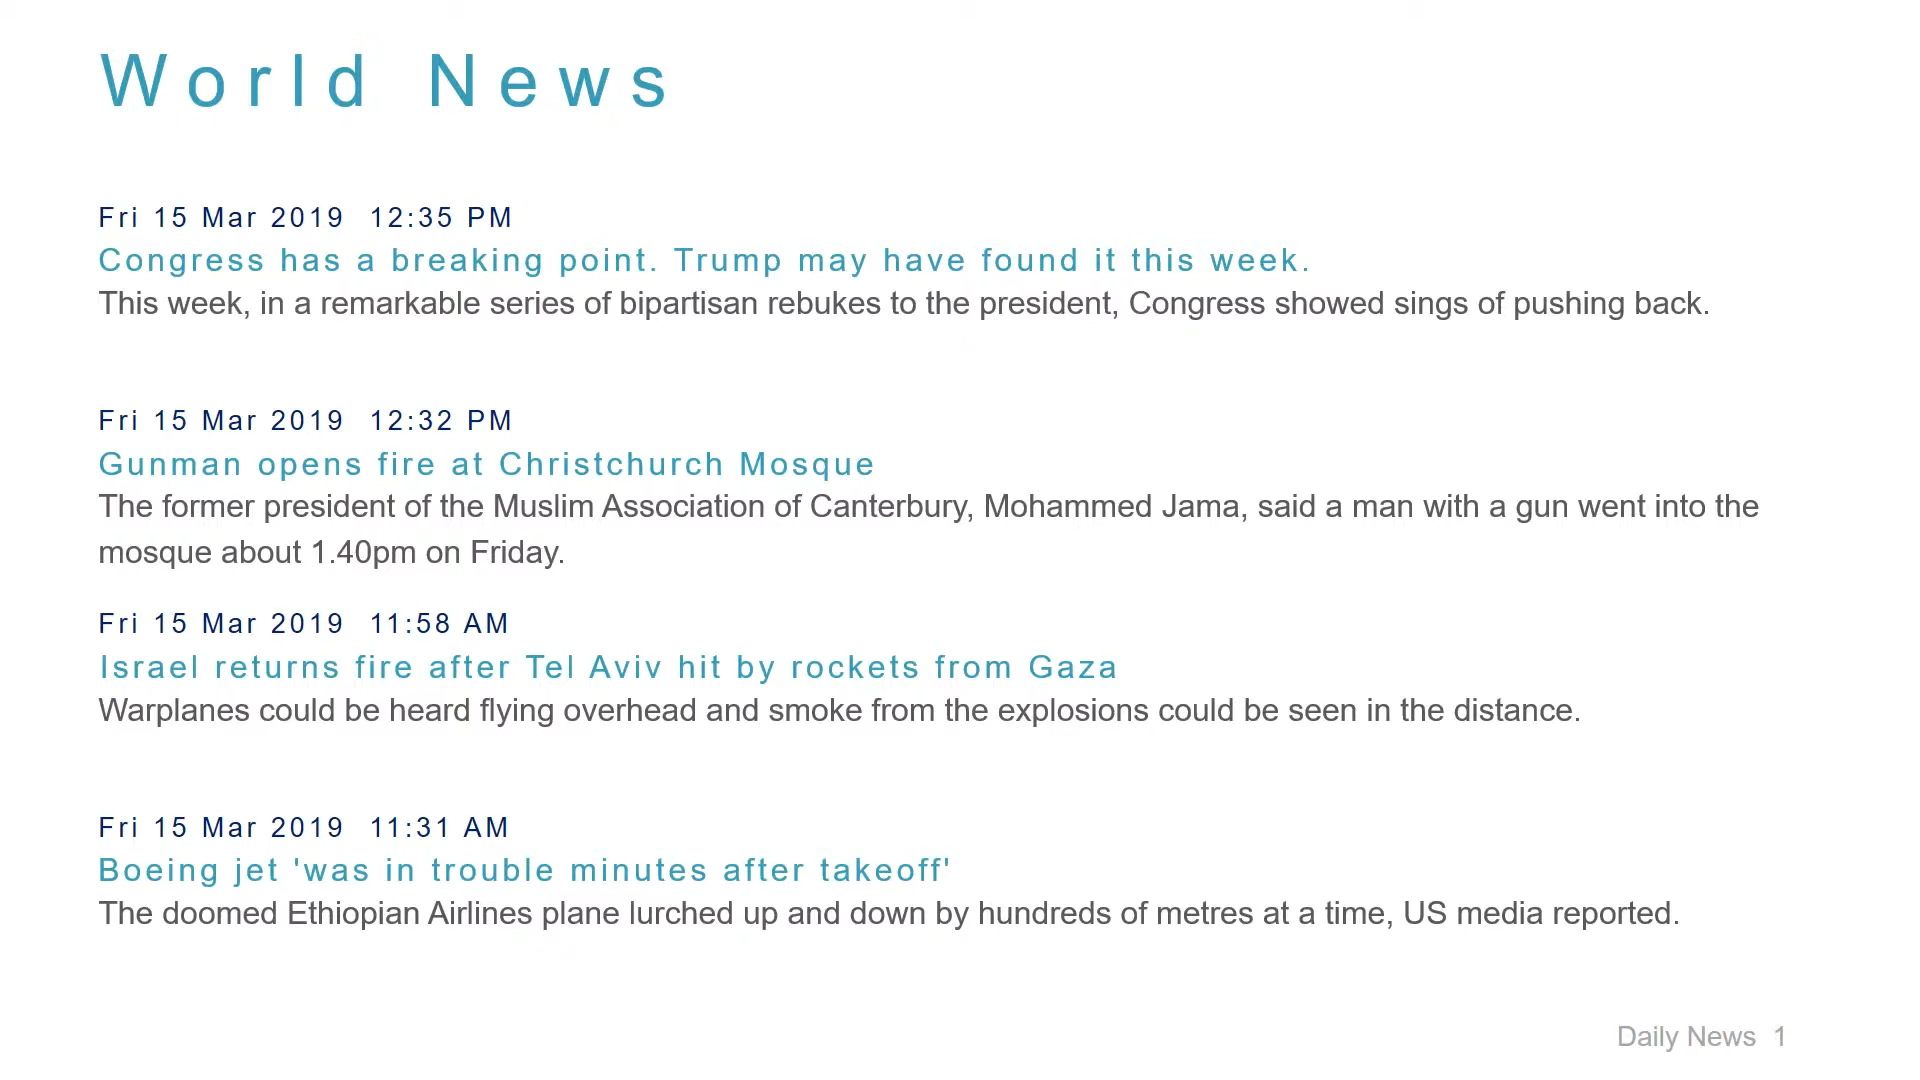 World News
Fri 15 Mar 2019  12:35 PM
Congress has a breaking point. Trump may have found it this week.
This week, in a remarkable series of bipartisan rebukes to the president, Congress showed sings of pushing back.
Fri 15 Mar 2019  12:32 PM
Gunman opens fire at Christchurch Mosque
The former president of the Muslim Association of Canterbury, Mohammed Jama, said a man with a gun went into the
mosque about 1.40pm on Friday.
Fri 15 Mar 2019  11:58 AM
Israel returns fire after Tel Aviv hit by rockets from Gaza
Warplanes could be heard flying overhead and smoke from the explosions could be seen in the distance.
Fri 15 Mar 2019  11:31 AM
Boeing jet 'was in trouble minutes after takeoff'
The doomed Ethiopian Airlines plane lurched up and down by hundreds of metres at a time, US media reported.
Daily News  1